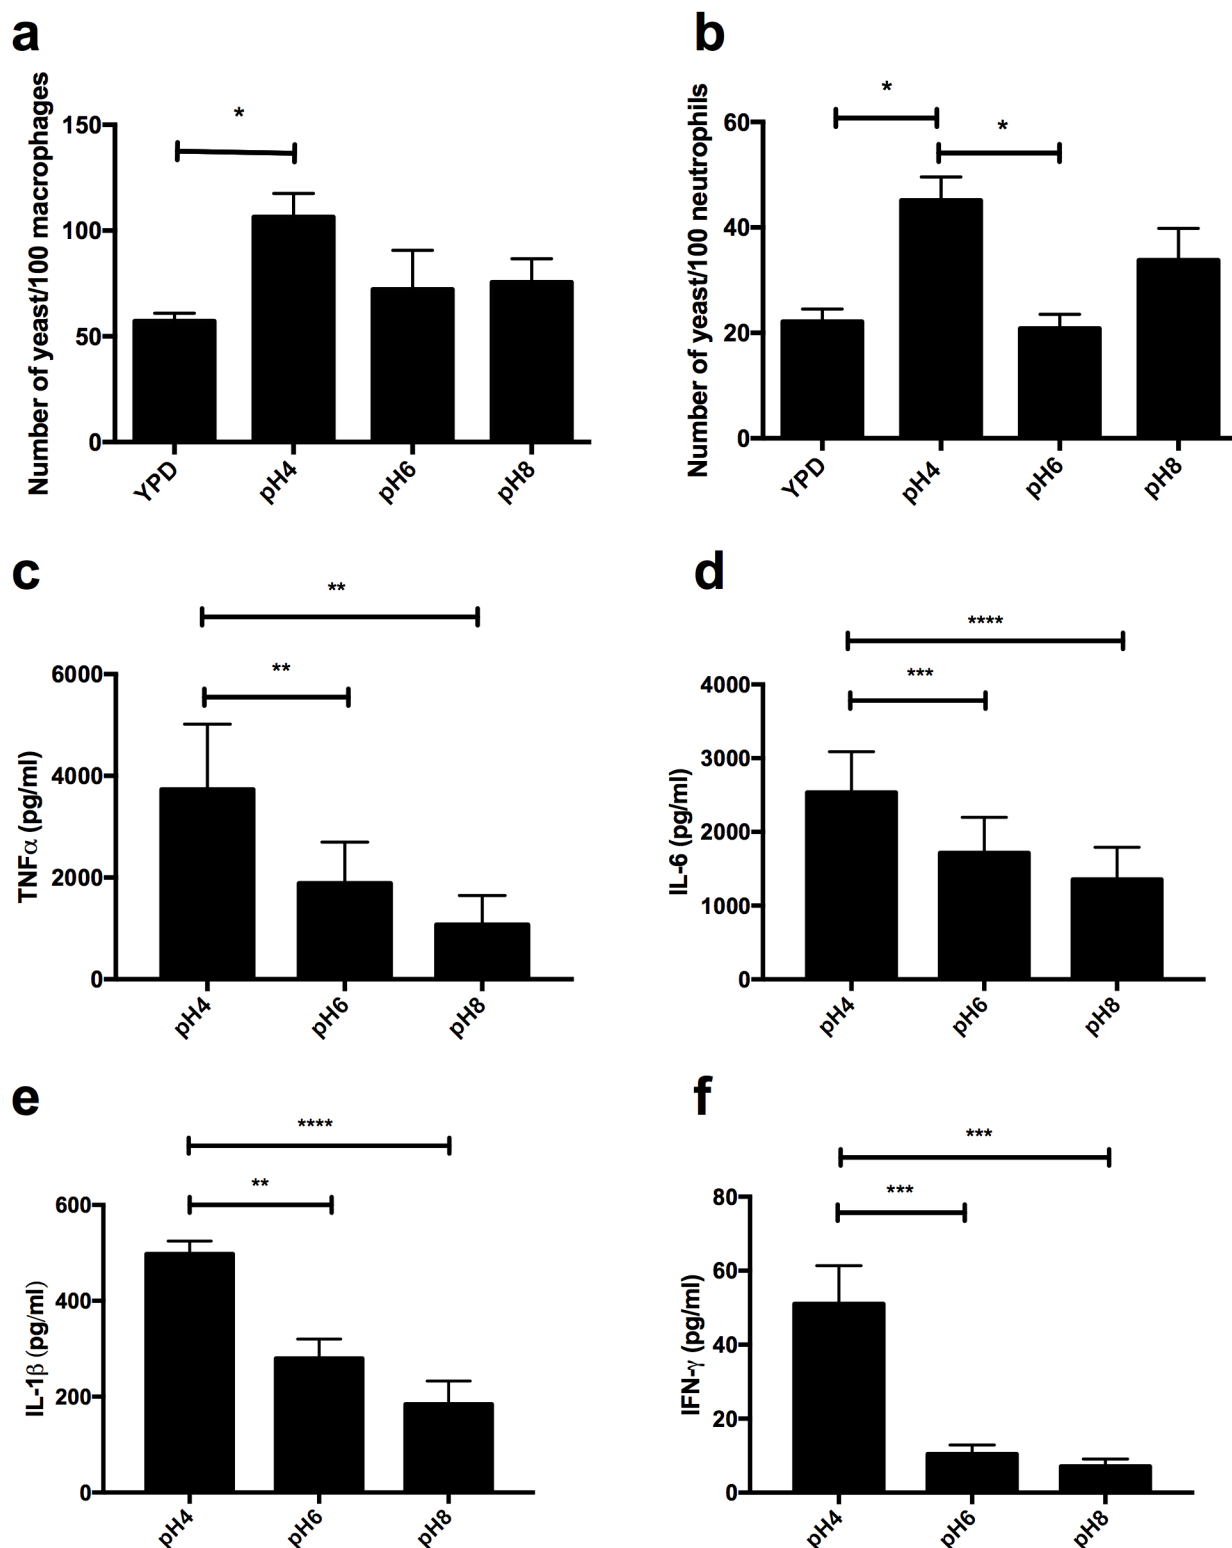 a
Number of yeast/100 macrophages
*
150
100
50
0
YPD
pH4
pH6
pH8
b
Number of yeast/100 neutrophils
*
*
60
40
20
0
YPD
pH4
pH6
pH8
c
TNFα (pg/ml)
**
**
6000
4000
2000
0
pH4
pH6
pH8
d
IL-6 (pg/ml)
****
***
4000
3000
2000
1000
0
pH4
pH6
pH8
e
IL-1β (pg/ml)
****
**
600
400
200
0
pH4
pH6
pH8
f
IFN-γ (pg/ml)
***
***
80
60
40
20
0
pH4
pH6
pH8